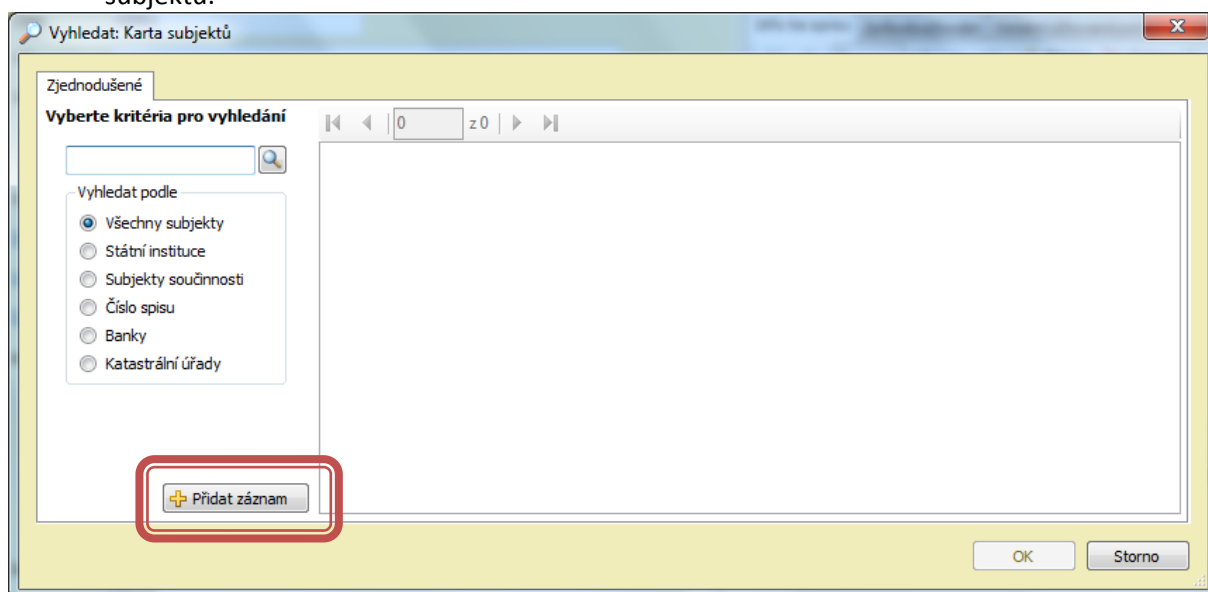 subjektů.
Vyhledat: Karta subjektů
Zjednodušené
Vyberte kritéria pro vyhledání
0 z 0
Vyhledat podle
Všechny subjekty
Státní instituce
Subjekty součinnosti
Číslo spisu
Banky
Katastrální úřady
Přidat záznam
OK Storno